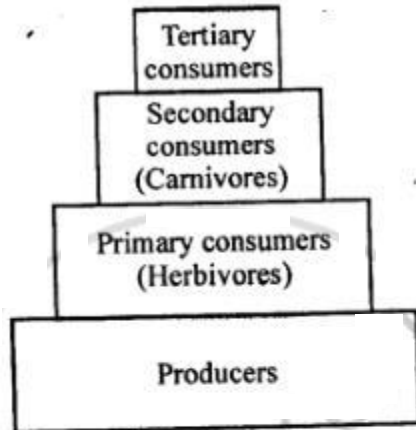 Tertiary
consumers
Secondary
consumers
(Carnivores)
Primary consumers
(Herbivores)
Producers